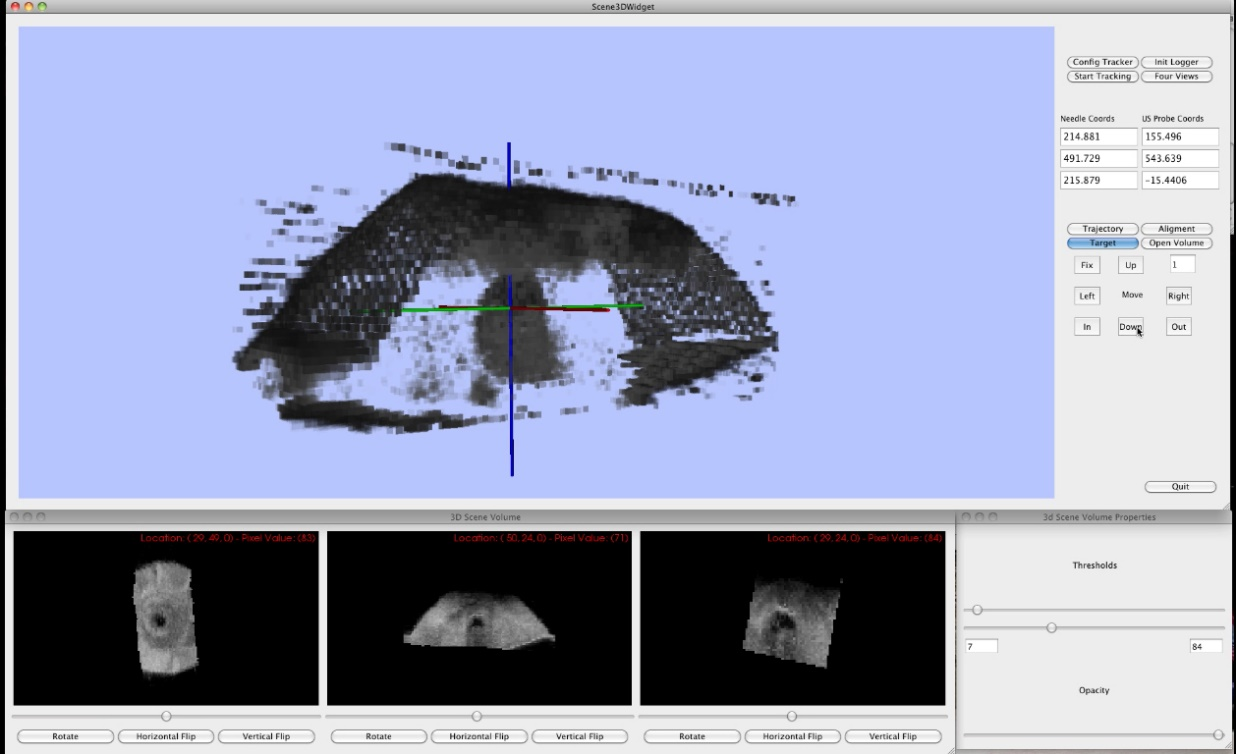 Scene3DWidget
Config Tracker Init Logger
Start Tracking Four Views
Needle Coords US Probe Coords
214.881 155.496
491.729 543.639
215.879 -15.4406
Trajectory Aligment
Target Open Volume
Fix Up 1
Left Move Right
In Down Out
Quit
3D Scene Volume
Location: ( 29, 49, 0) - Pixel Value: (83)
Location: ( 50, 24, 0) - Pixel Value: (71)
Location: ( 29, 24, 0) - Pixel Value: (84)
Rotate Horizontal Flip Vertical Flip
Rotate Horizontal Flip Vertical Flip
Rotate Horizontal Flip Vertical Flip
3d Scene Volume Properties
Thresholds
7 84
Opacity